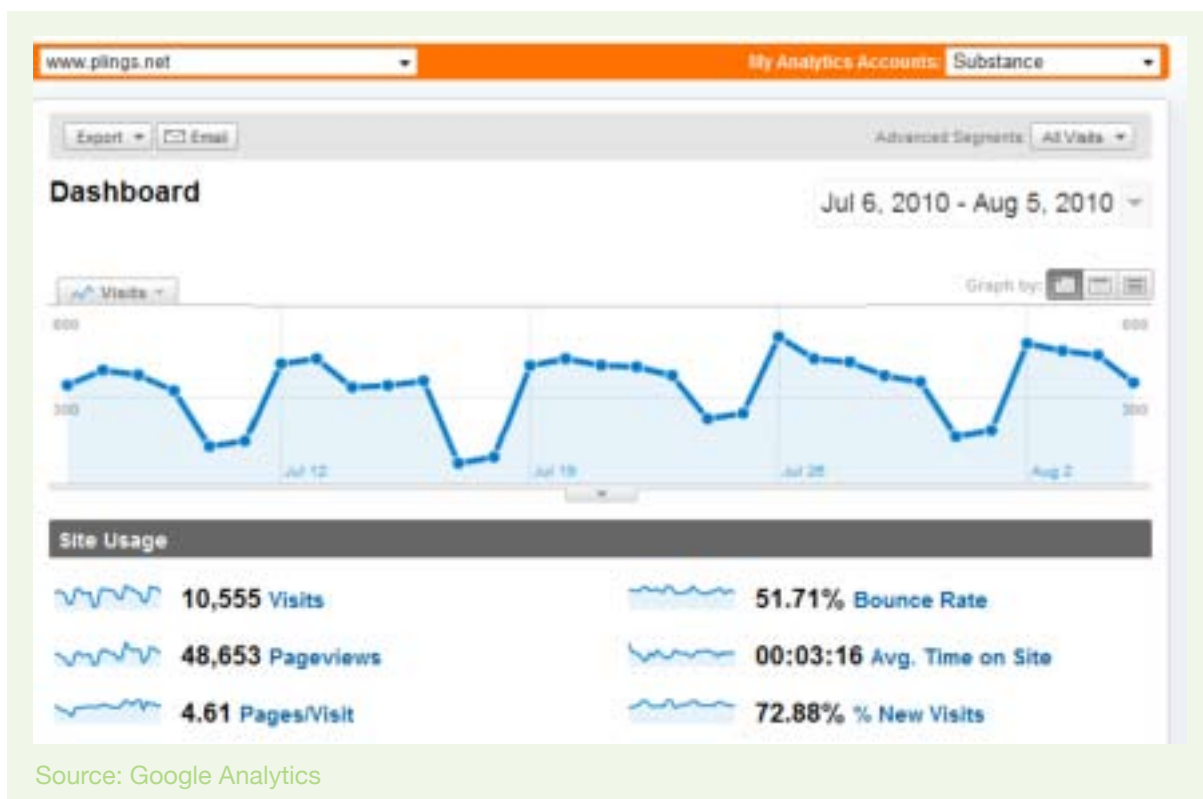 www.plings.net My Analytics Accounts: Substance
Export Email Advanced Segments: All Visits
Dashboard
Jul 6, 2010 - Aug 5, 2010
Visits Graph by:
600 600
300 300
Jul 12 Jul 19 Jul 26 Aug 2
Site Usage
10,555 Visits 51.71% Bounce Rate
48,653 Pageviews 00:03:16 Avg. Time on Site
4.61 Pages/Visit 72.88% % New Visits
Source: Google Analytics